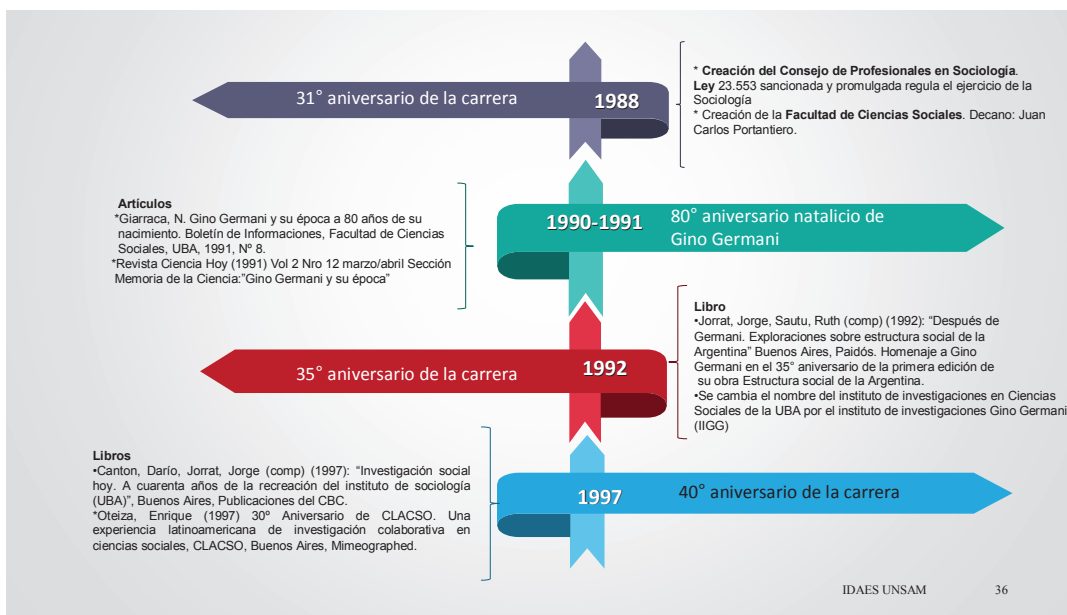 31° aniversario de la carrera
1988
* Creación del Consejo de Profesionales en Sociología.
Ley 23.553 sancionada y promulgada regula el ejercicio de la
Sociología
* Creación de la Facultad de Ciencias Sociales. Decano: Juan
Carlos Portantiero.
Artículos
*Giarraca, N. Gino Germani y su época a 80 años de su
nacimiento. Boletín de Informaciones, Facultad de Ciencias
Sociales, UBA, 1991, Nº 8.
*Revista Ciencia Hoy (1991) Vol 2 Nro 12 marzo/abril Sección
Memoria de la Ciencia:"Gino Germani y su época"
1990-1991
80° aniversario natalicio de
Gino Germani
35° aniversario de la carrera
1992
Libro
•Jorrat, Jorge, Sautu, Ruth (comp) (1992): "Después de
Germani. Exploraciones sobre estructura social de la
Argentina" Buenos Aires, Paidós. Homenaje a Gino
Germani en el 35° aniversario de la primera edición de
su obra Estructura social de la Argentina.
•Se cambia el nombre del instituto de investigaciones en Ciencias
Sociales de la UBA por el instituto de investigaciones Gino Germani
(IIGG)
Libros
•Canton, Darío, Jorrat, Jorge (comp) (1997): "Investigación social
hoy. A cuarenta años de la recreación del instituto de sociología
(UBA)", Buenos Aires, Publicaciones del CBC.
*Oteiza, Enrique (1997) 30º Aniversario de CLACSO. Una
experiencia latinoamericana de investigación colaborativa en
ciencias sociales, CLACSO, Buenos Aires, Mimeographed.
1997
40° aniversario de la carrera
IDAES UNSAM 36